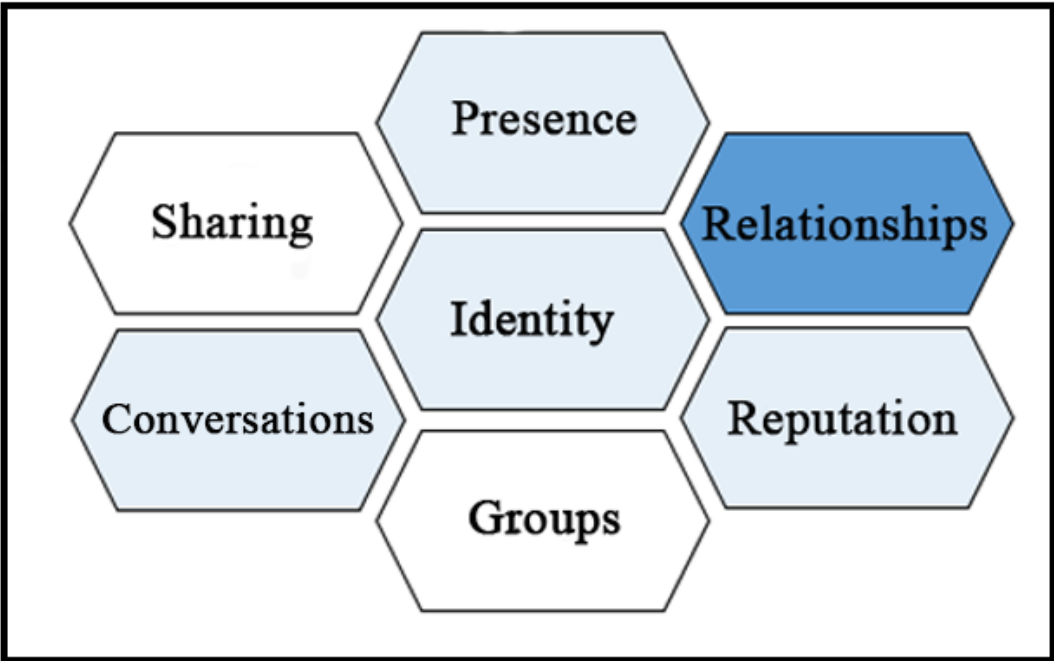 Presence
Sharing
Relationships
Identity
Conversations
Reputation
Groups